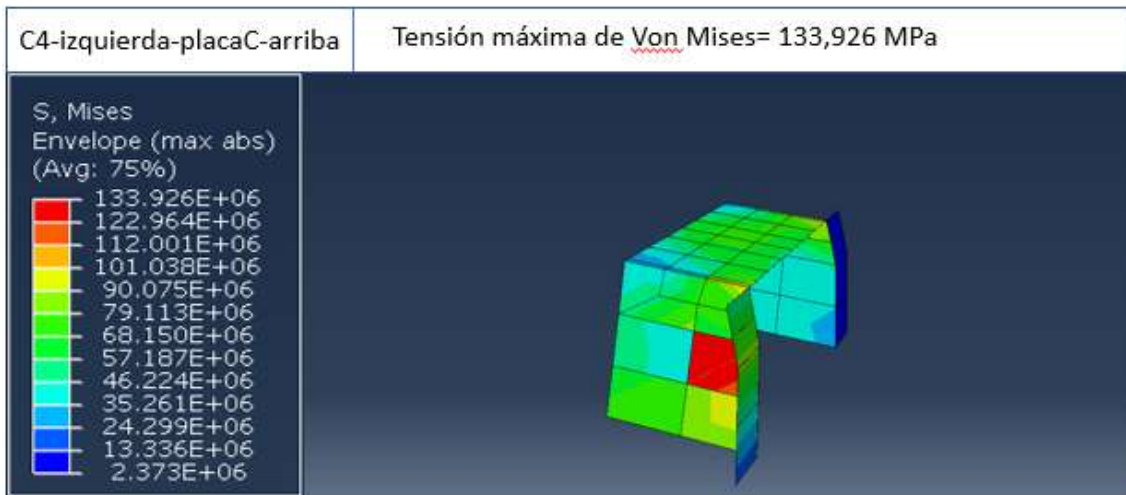 C4-izquierda-placaC-arriba
Tensión máxima de Von Mises= 133,926 MPa
S, Mises
Envelope (max abs)
(Avg: 75%)
133.926E+06
122.964E+06
112.001E+06
101.038E+06
90.075E+06
79.113E+06
68.150E+06
57.187E+06
46.224E+06
35.261E+06
24.299E+06
13.336E+06
2.373E+06